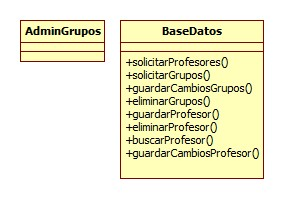 AdminGrupos
BaseDatos
+solicitarProfesores()
+solicitarGrupos()
+guardarCambiosGrupos()
+eliminarGrupos()
+guardarProfesor()
+eliminarProfesor()
+buscarProfesor()
+guardarCambiosProfesor()